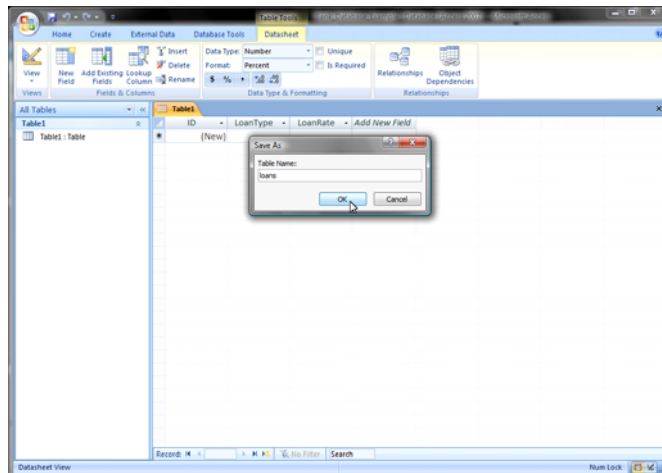 Table Tools
Home Create External Data Database Tools Datasheet
View
Views
New Field
Add Existing Fields
Lookup Column
Insert
Delete
Rename
Fields & Columns
Data Type: Number
Format: Percent
$ % ,
Unique
Is Required
Data Type & Formatting
Relationships
Object Dependencies
Relationships
All Tables
Table1
Table1 : Table
Table1
ID LoanType LoanRate Add New Field
(New)
Save As
Table Name:
loans
OK Cancel
Record: No Filter Search
Datasheet View
Num Lock